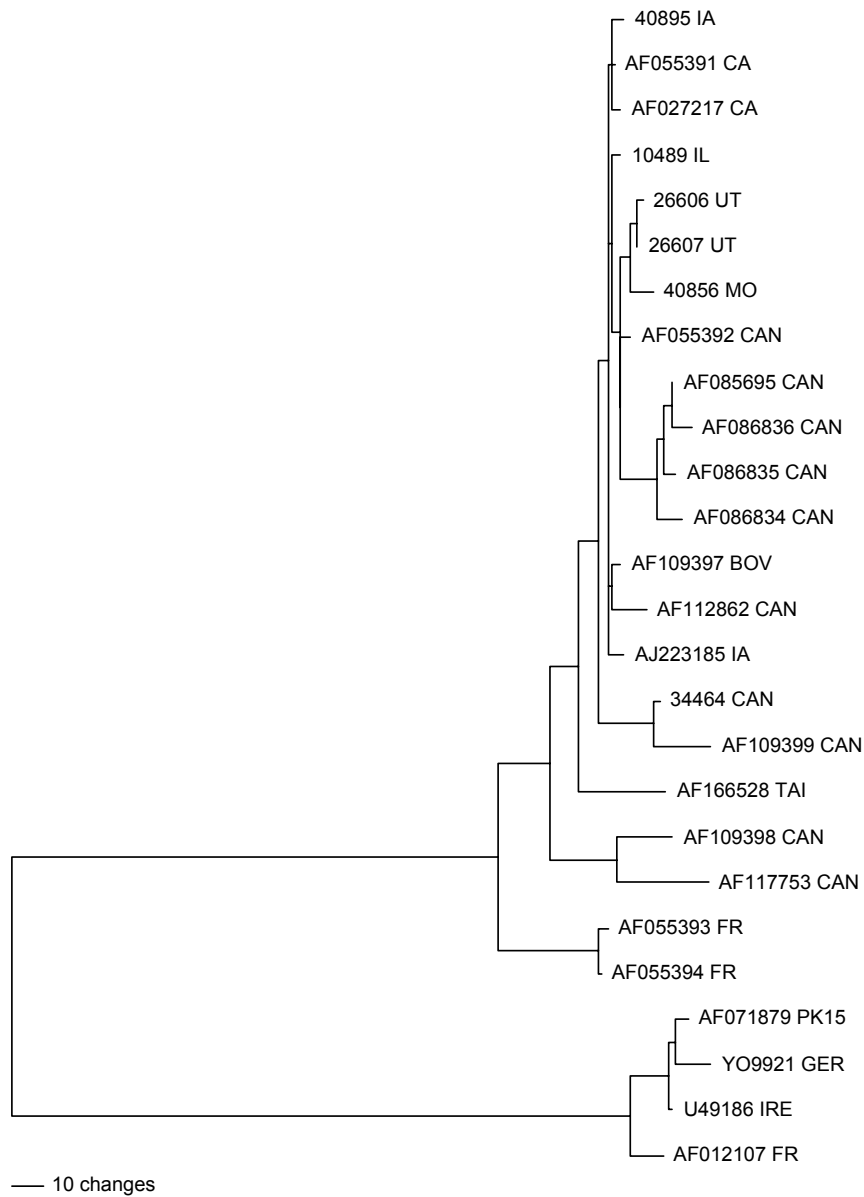 40895 IA
AF055391 CA
AF027217 CA
10489 IL
26606 UT
26607 UT
40856 MO
AF055392 CAN
AF085695 CAN
AF086836 CAN
AF086835 CAN
AF086834 CAN
AF109397 BOV
AF112862 CAN
AJ223185 IA
34464 CAN
AF109399 CAN
AF166528 TAI
AF109398 CAN
AF117753 CAN
AF055393 FR
AF055394 FR
AF071879 PK15
YO9921 GER
U49186 IRE
AF012107 FR
10 changes